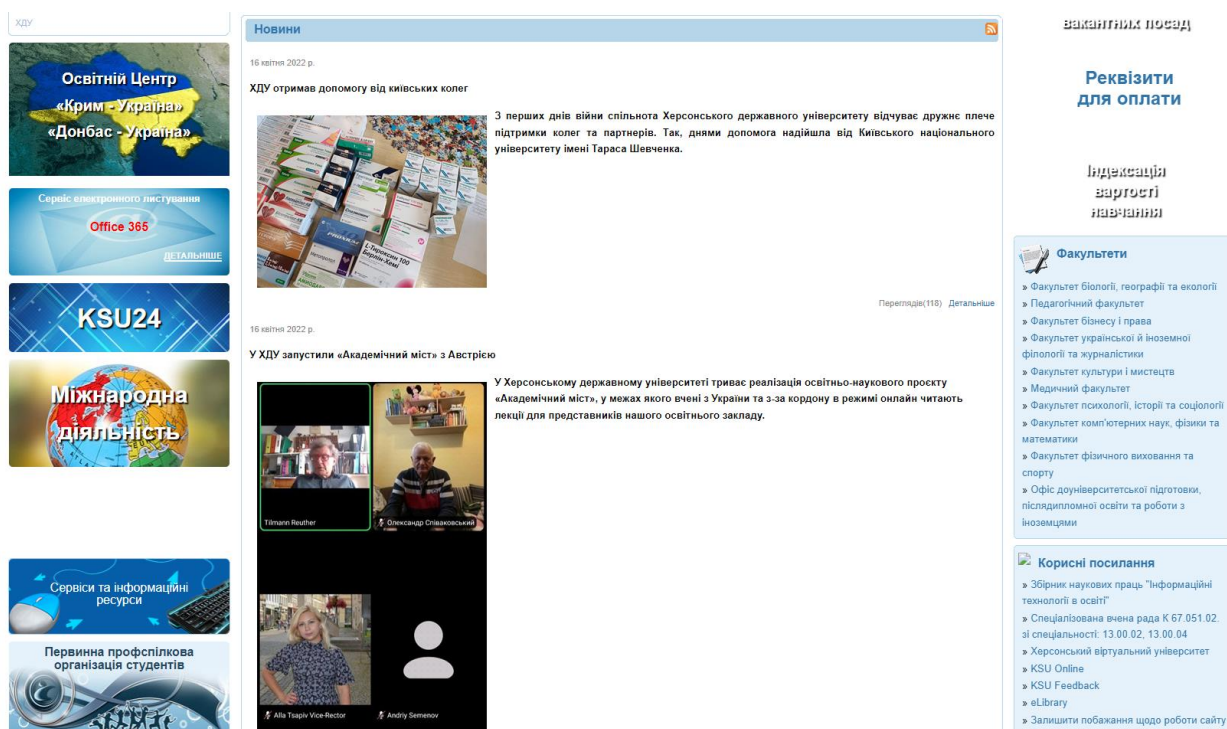 ХДУ
Освітній Центр
«Крим - Україна»
«Донбас - Україна»
Сервіс електронного листування
Office 365
ДЕТАЛЬНІШЕ
KSU24
Міжнародна
діяльність
Сервіси та інформаційні
ресурси
Первинна профспілкова
організація студентів
Новини
16 квітня 2022 р.
ХДУ отримав допомогу від київських колег
З перших днів війни спільнота Херсонського державного університету відчуває дружнє плече
підтримки колег та партнерів. Так, днями допомога надійшла від Київського національного
університету імені Тараса Шевченка.
L-Тироксин 100
Берлін-Хемі
Переглядів(118) Детальніше
16 квітня 2022 р.
У ХДУ запустили «Академічний міст» з Австрією
У Херсонському державному університеті триває реалізація освітньо-наукового проєкту
«Академічний міст», у межах якого вчені з України та з-за кордону в режимі онлайн читають
лекції для представників нашого освітнього закладу.
Tilmann Reuther
Олександр Співаковський
Alla Tsapiv Vice-Rector
Andriy Semenov
вакантних посад
Реквізити
для оплати
Індексація
вартості
навчання
Факультети
» Факультет біології, географії та екології
» Педагогічний факультет
» Факультет бізнесу і права
» Факультет української й іноземної
філології та журналістики
» Факультет культури і мистецтв
» Медичний факультет
» Факультет психології, історії та соціології
» Факультет комп'ютерних наук, фізики та
математики
» Факультет фізичного виховання та
спорту
» Офіс доуніверситетської підготовки,
післядипломної освіти та роботи з
іноземцями
Корисні посилання
» Збірник наукових праць "Інформаційні
технології в освіті"
» Спеціалізована вчена рада К 67.051.02.
зі спеціальності: 13.00.02, 13.00.04
» Херсонський віртуальний університет
» KSU Online
» KSU Feedback
» eLibrary
» Залишити побажання щодо роботи сайту